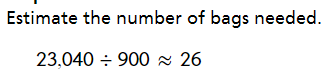 Estimate the number of bags needed.
23,040 ÷ 900 ≈ 26